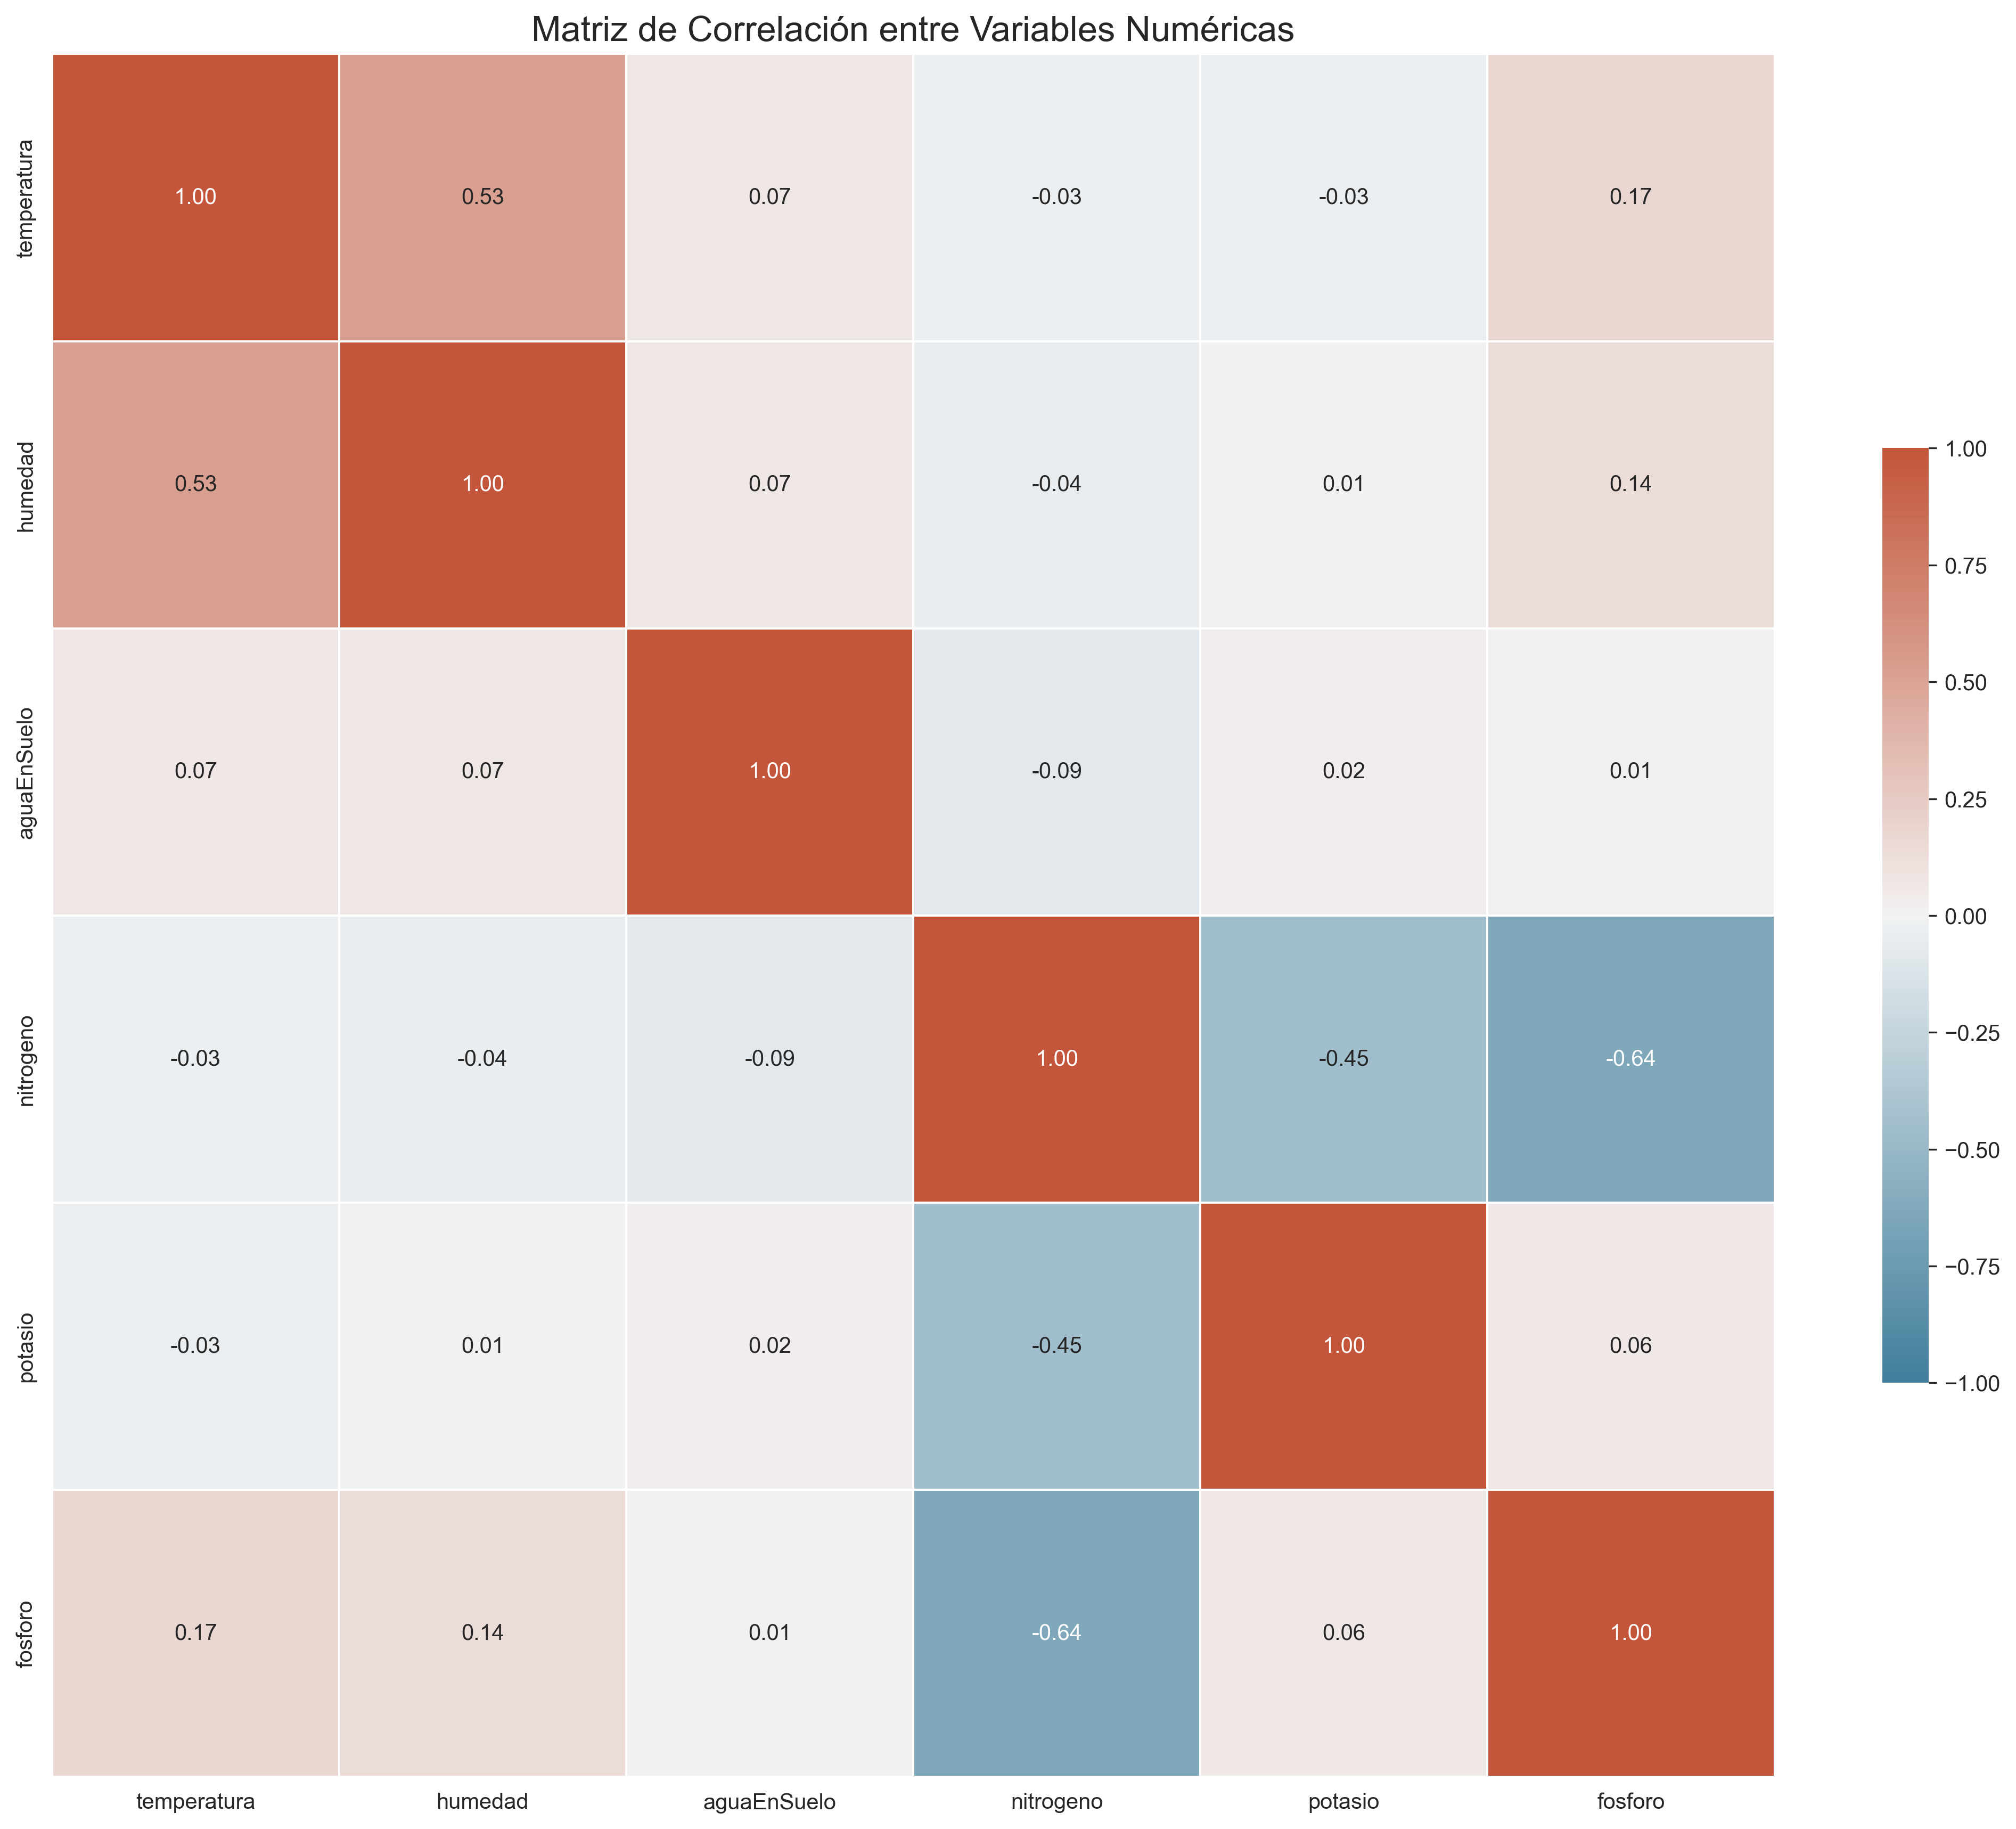 Matriz de Correlación entre Variables Numéricas
temperatura 1.00 0.53 0.07 -0.03 -0.03 0.17
humedad 0.53 1.00 0.07 -0.04 0.01 0.14
aguaEnSuelo 0.07 0.07 1.00 -0.09 0.02 0.01
nitrogeno -0.03 -0.04 -0.09 1.00 -0.45 -0.64
potasio -0.03 0.01 0.02 -0.45 1.00 0.06
fosforo 0.17 0.14 0.01 -0.64 0.06 1.00
temperatura humedad aguaEnSuelo nitrogeno potasio fosforo
1.00
0.75
0.50
0.25
0.00
−0.25
−0.50
−0.75
−1.00